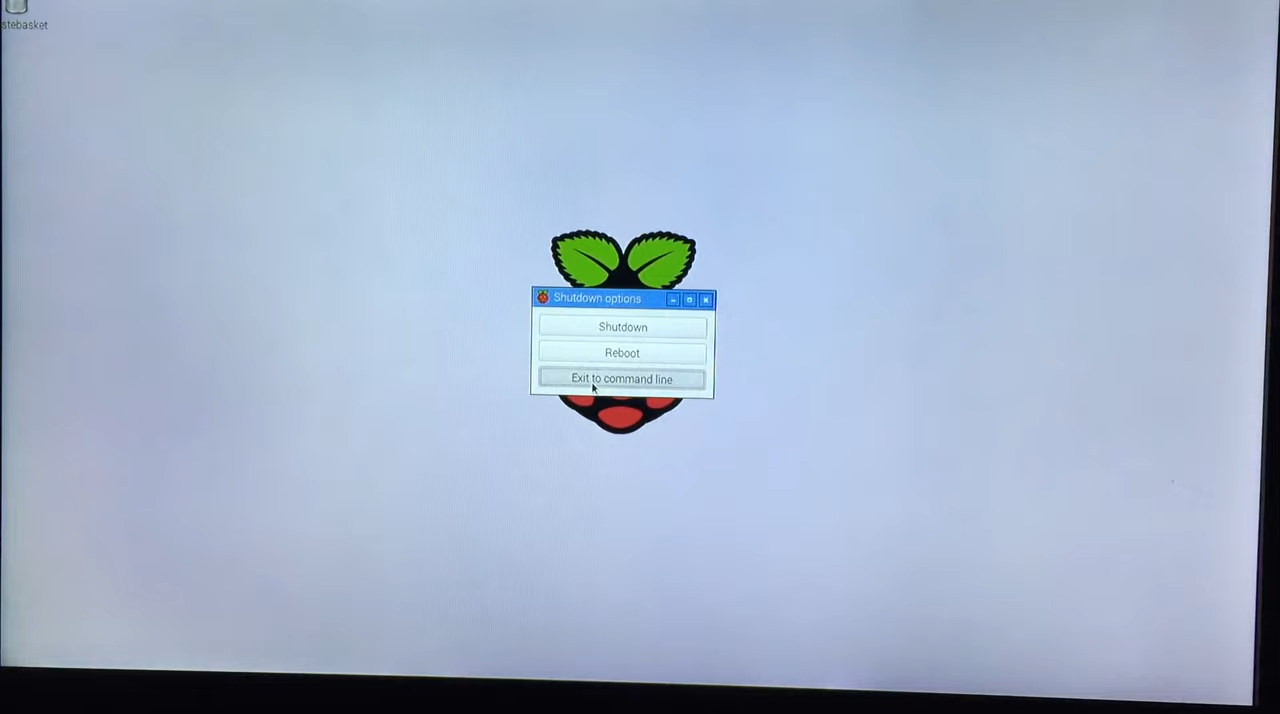 stebasket
Shutdown options
Shutdown
Reboot
Exit to command line